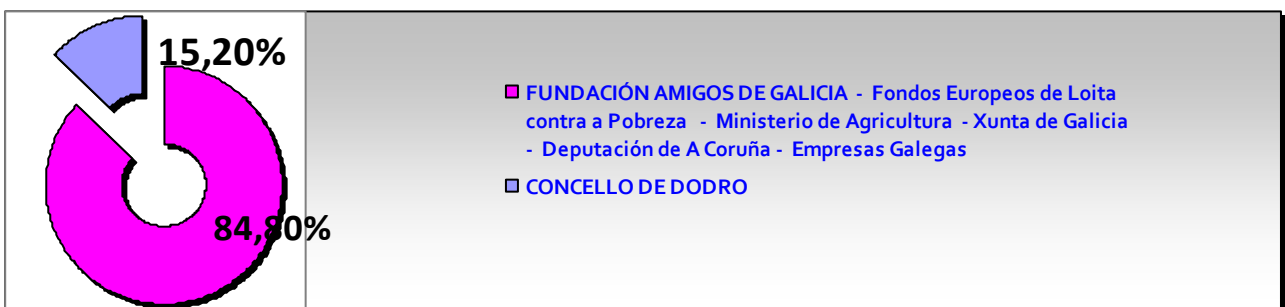 15,20%
84,80%
FUNDACIÓN AMIGOS DE GALICIA - Fondos Europeos de Loita
contra a Pobreza - Ministerio de Agricultura - Xunta de Galicia
- Deputación de A Coruña - Empresas Galegas
CONCELLO DE DODRO